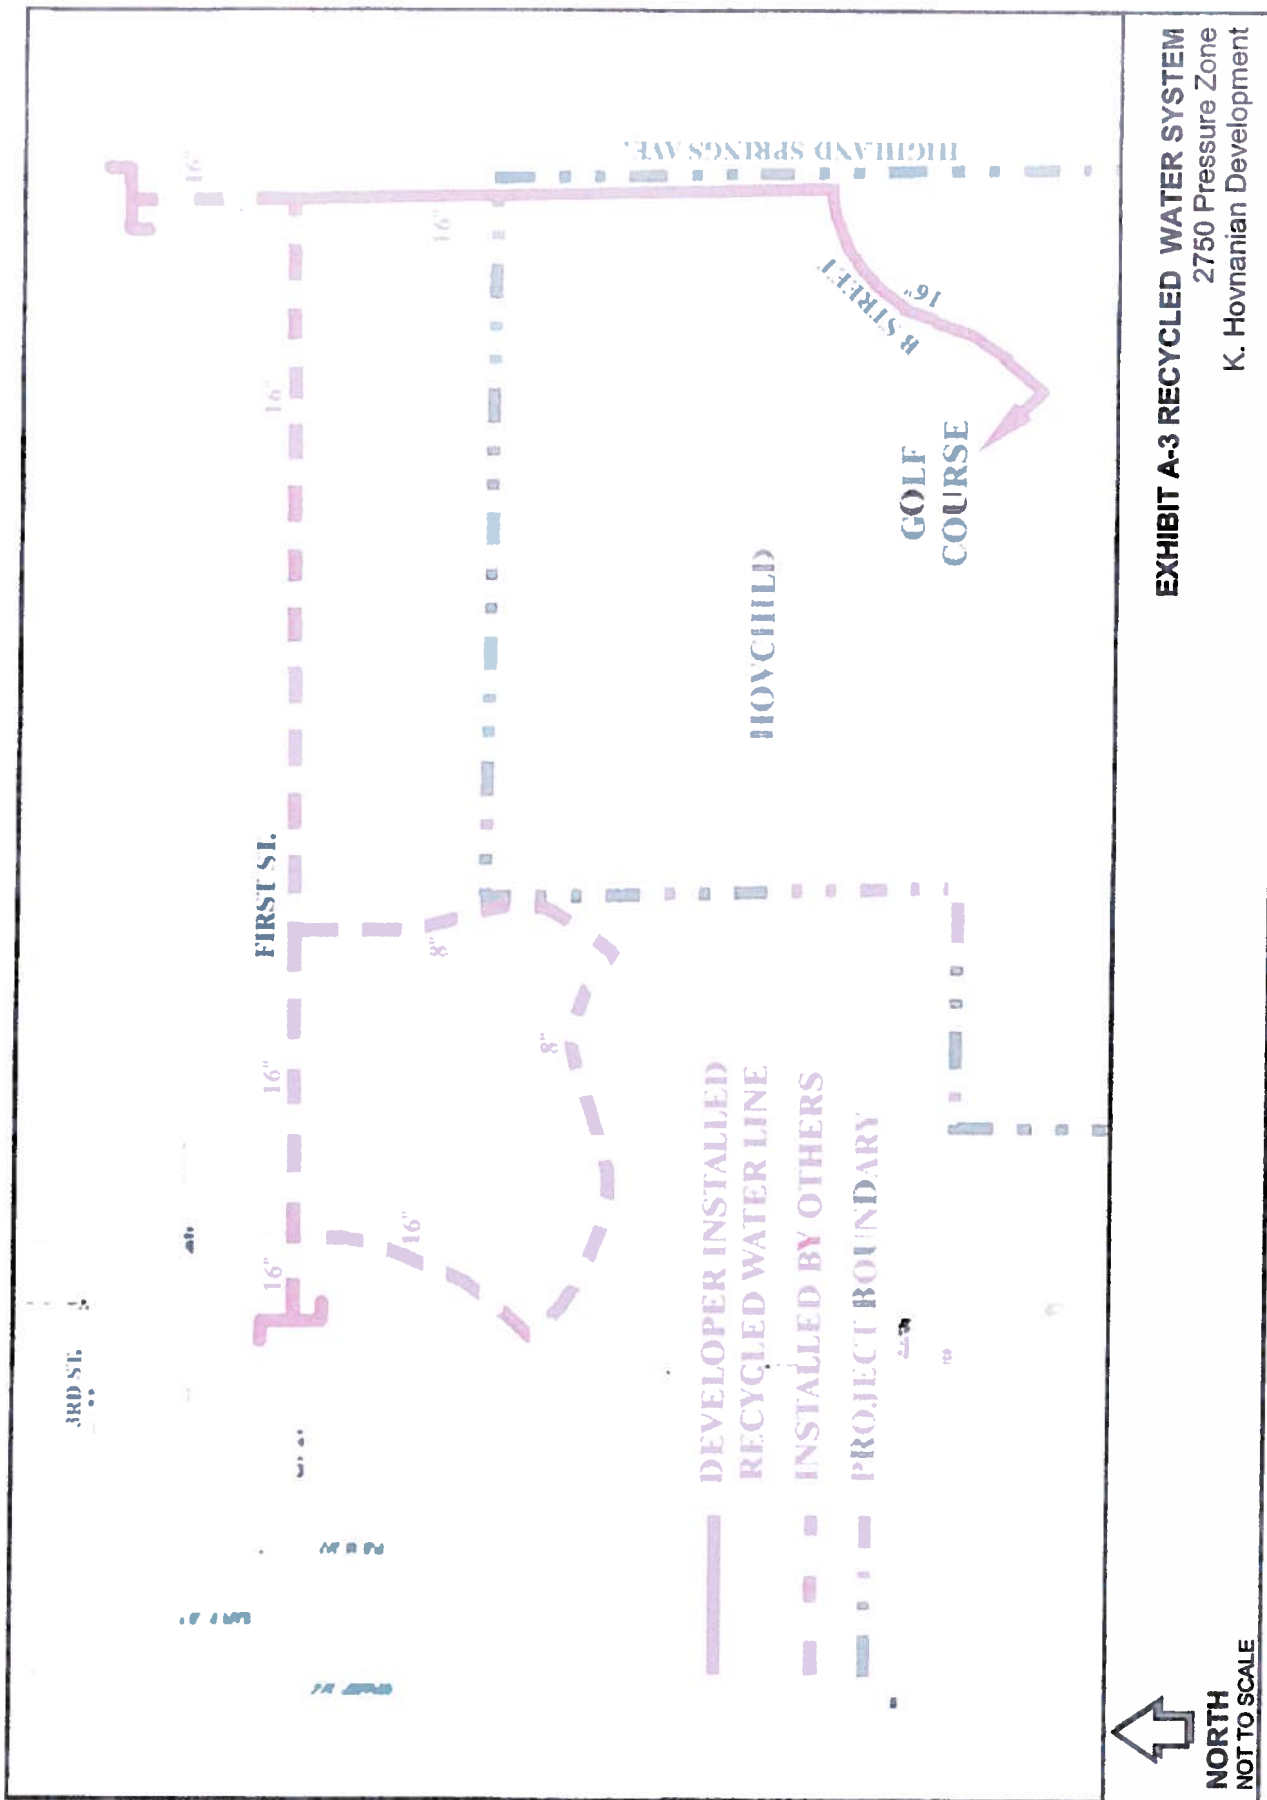 3RD ST.
FIRST ST.
16"
16"
16"
16"
16"
16"
8"
8"
HIGHLAND SPRINGS AVE.
B STREET
16"
HOVCHILD
GOLF
COURSE
DEVELOPER INSTALLED
RECYCLED WATER LINE
INSTALLED BY OTHERS
PROJECT BOUNDARY
NORTH
NOT TO SCALE
EXHIBIT A-3 RECYCLED WATER SYSTEM
2750 Pressure Zone
K. Hovnanian Development